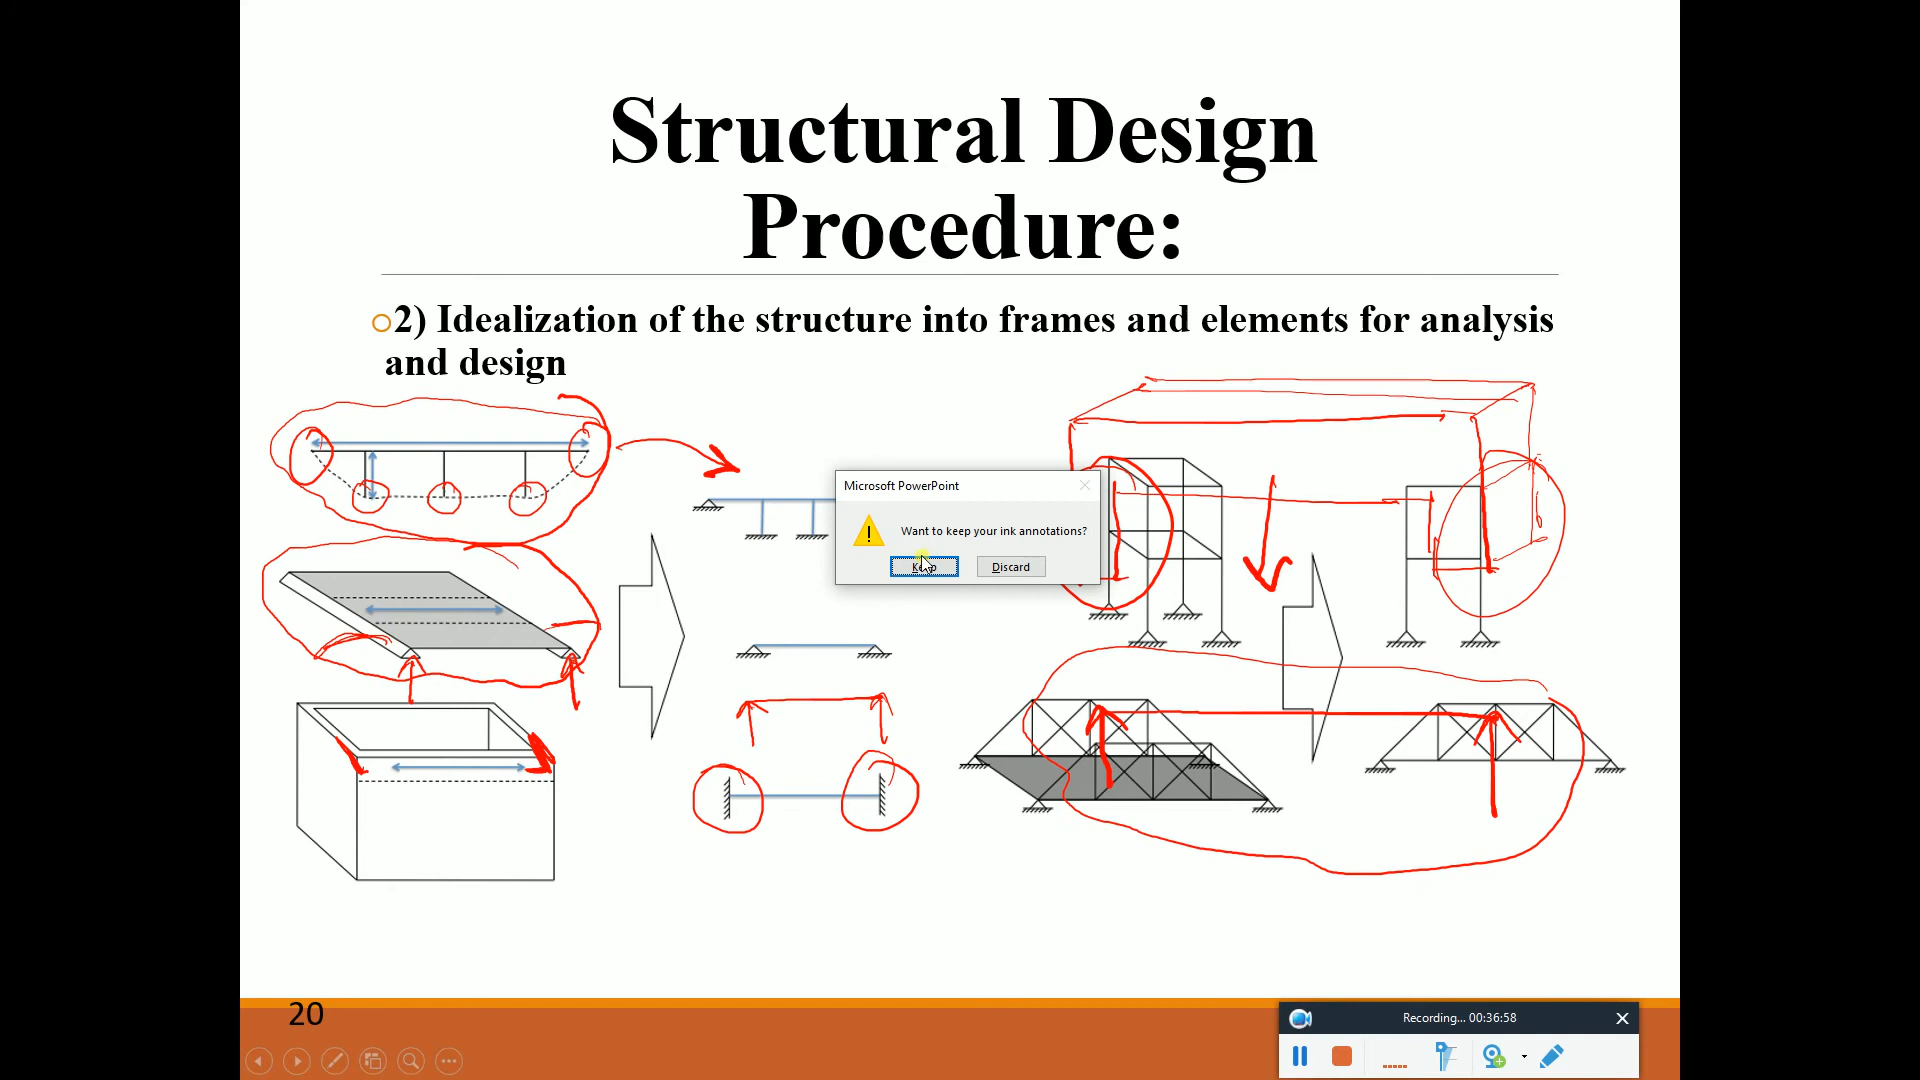 Structural Design
Procedure:
2) Idealization of the structure into frames and elements for analysis
and design
Microsoft PowerPoint
Want to keep your ink annotations?
Keep
Discard
20
Recording... 00:36:58